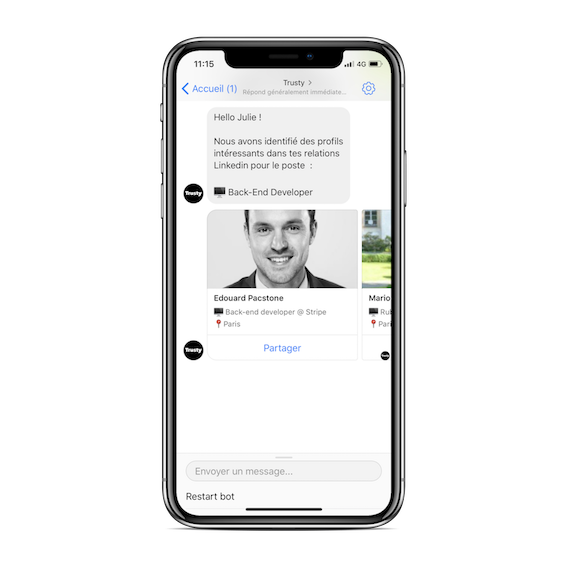 11:15
4G
Accueil (1)
Trusty >
Répond généralement immédiate...
Hello Julie !
Nous avons identifié des profils
intéressants dans tes relations
Linkedin pour le poste :
Back-End Developer
Trusty
Edouard Pacstone
Back-end developer @ Stripe
Paris
Partager
Mario
Rub
Pari
Trusty
Envoyer un message...
Restart bot